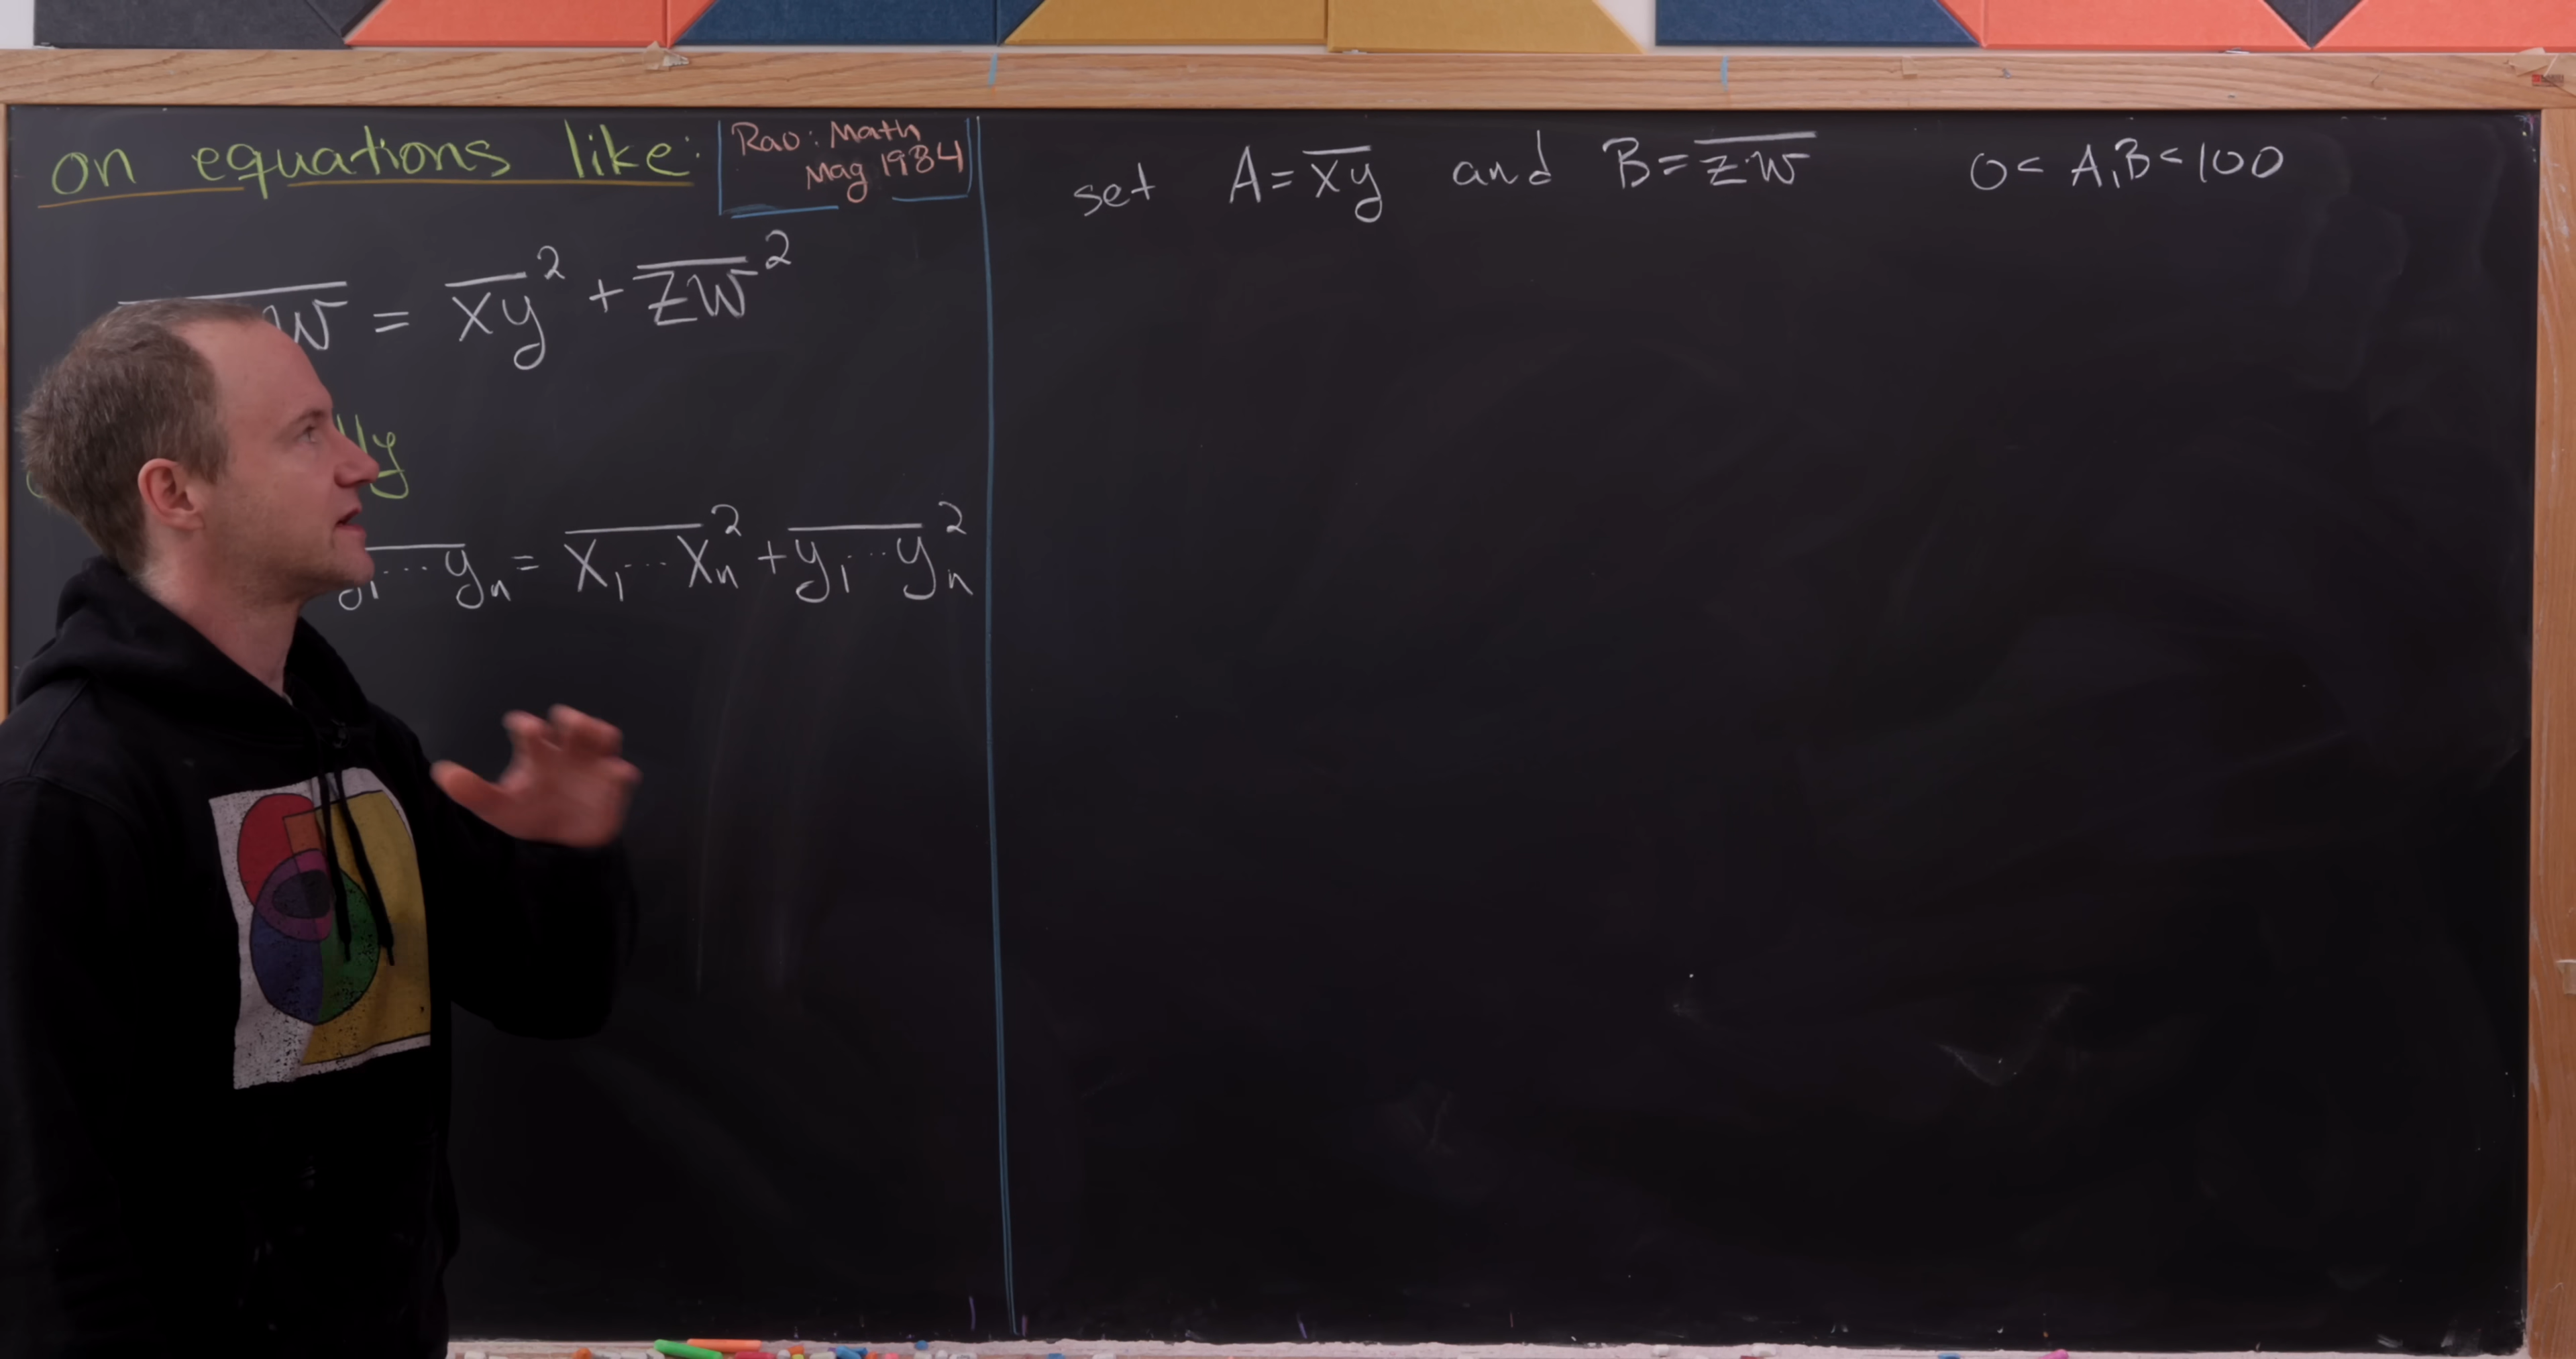 on equations like:
Rao: Math
Mag 1984
w = xy² + zw²
y₁...yₙ = x₁...xₙ² + y₁...yₙ²
set A = xy and B = zw 0 < A,B < 100